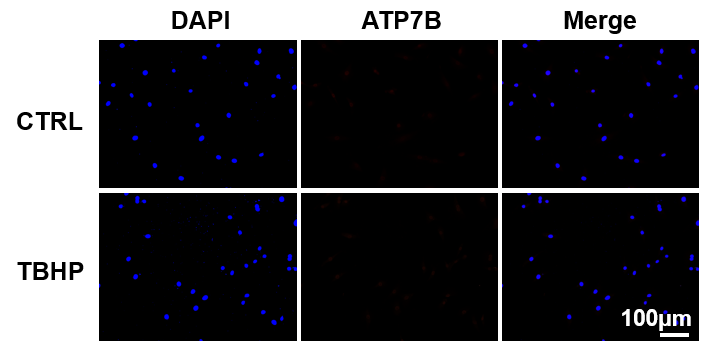 DAPI ATP7B Merge
CTRL
TBHP
100μm